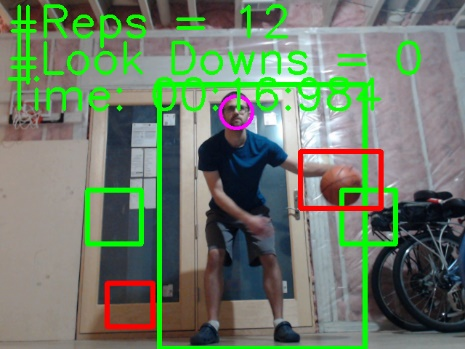 #Reps = 12
#Look Downs = 0
Time: 00:16:984